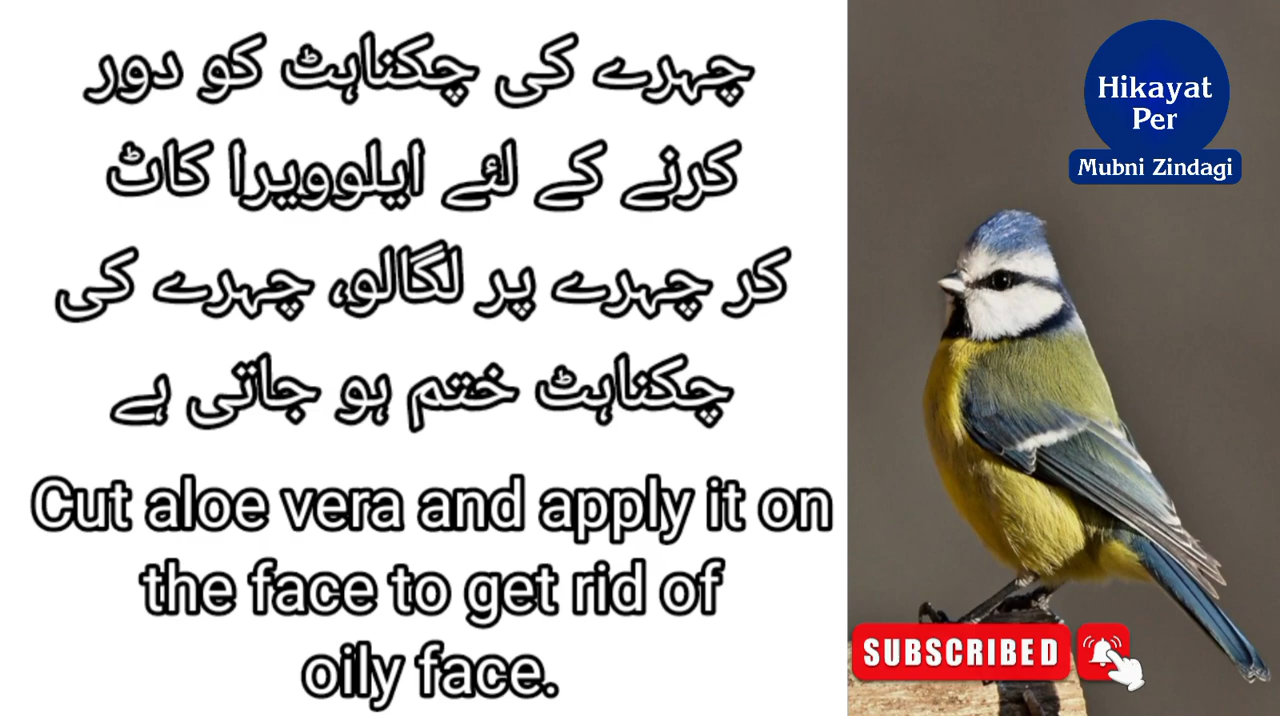 چہرے کی چکناہٹ کو دور
کرنے کے لئے ایلوویرا کاٹ
کر چہرے پر لگالو، چہرے کی
چکناہٹ ختم ہو جاتی ہے
Cut aloe vera and apply it on
the face to get rid of
oily face.
Hikayat
Per
Mubni Zindagi
SUBSCRIBED